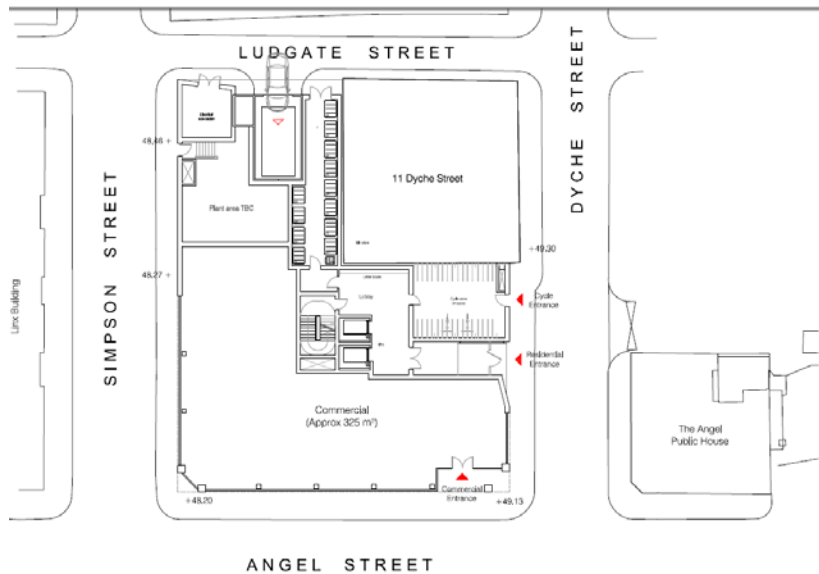 LUDGATE STREET
DYCHE STREET
48.46 +
11 Dyche Street
Plant area TBC
SIMPSON STREET
+49.30
48.27 +
Linx Building
Lobby
Cycle
Entrance
Residential
Entrance
Commercial
(Approx 325 m²)
The Angel
Public House
Commercial
Entrance
+48.20
+49.13
ANGEL STREET